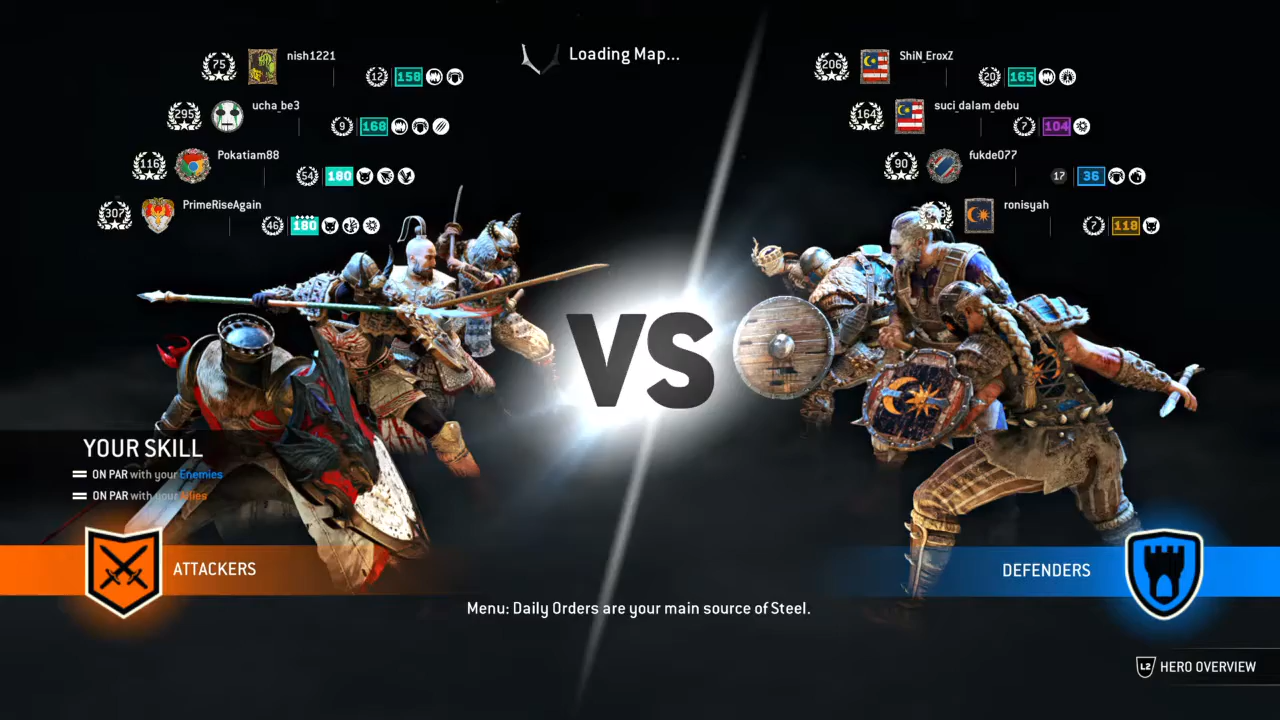 Loading Map...
75 nish1221
12 158
295 ucha_be3
9 168
116 Pokatiam88
54 180
307 PrimeRiseAgain
46 180
206 ShiN_EroxZ
20 165
164 suci_dalam_debu
7 104
90 fukde077
17 36
ronisyah
7 118
VS
YOUR SKILL
ON PAR with your Enemies
ON PAR with your Allies
ATTACKERS
DEFENDERS
Menu: Daily Orders are your main source of Steel.
L2 HERO OVERVIEW